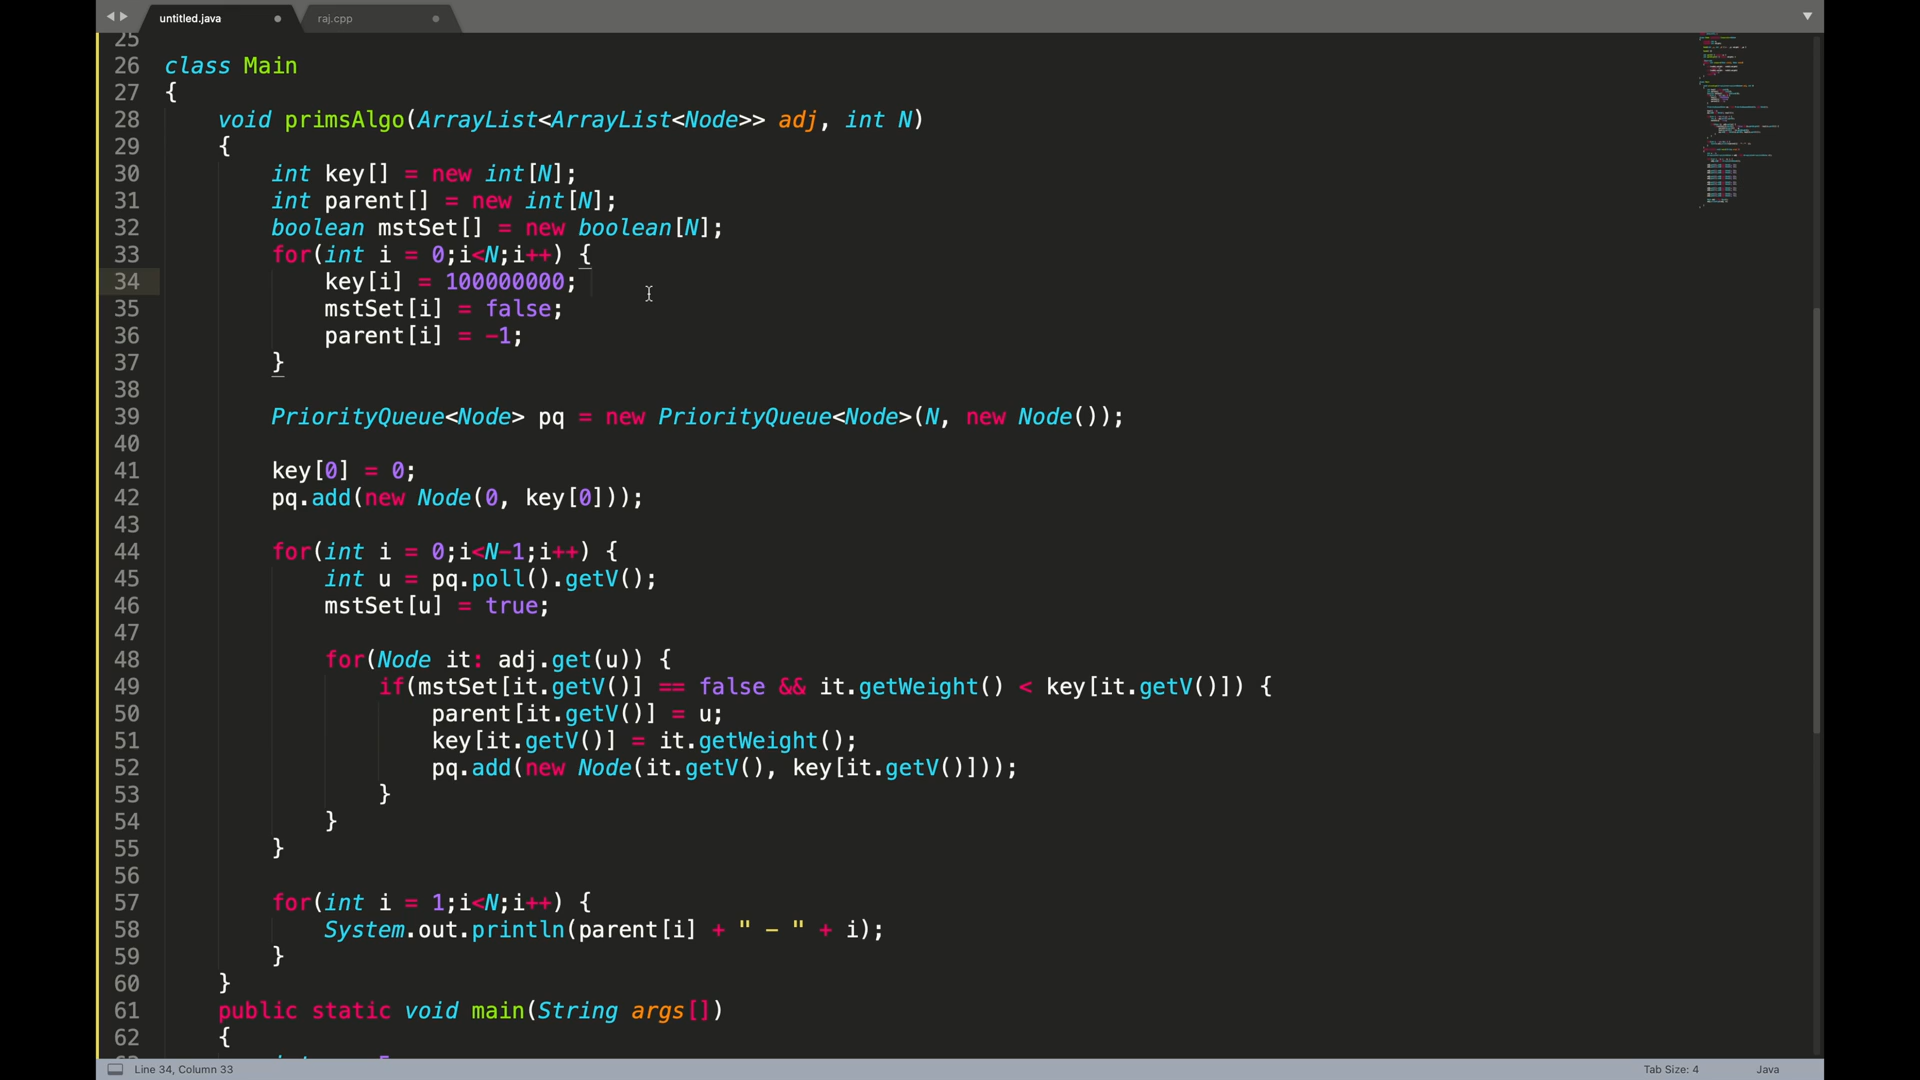 untitled.java
raj.cpp
25
26 class Main
27 {
28 void primsAlgo(ArrayList<ArrayList<Node>> adj, int N)
29 {
30 int key[] = new int[N];
31 int parent[] = new int[N];
32 boolean mstSet[] = new boolean[N];
33 for(int i = 0;i<N;i++) {
34 key[i] = 100000000;
35 mstSet[i] = false;
36 parent[i] = -1;
37 }
38
39 PriorityQueue<Node> pq = new PriorityQueue<Node>(N, new Node());
40
41 key[0] = 0;
42 pq.add(new Node(0, key[0]));
43
44 for(int i = 0;i<N-1;i++) {
45 int u = pq.poll().getV();
46 mstSet[u] = true;
47
48 for(Node it: adj.get(u)) {
49 if(mstSet[it.getV()] == false && it.getWeight() < key[it.getV()]) {
50 parent[it.getV()] = u;
51 key[it.getV()] = it.getWeight();
52 pq.add(new Node(it.getV(), key[it.getV()]));
53 }
54 }
55 }
56
57 for(int i = 1;i<N;i++) {
58 System.out.println(parent[i] + " - " + i);
59 }
60 }
61 public static void main(String args[])
62 {
Line 34, Column 33
Tab Size: 4
Java